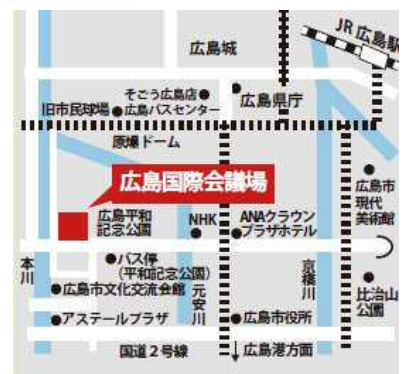 JR 広島駅
広島城
そごう広島店
広島県庁
旧市民球場
広島バスセンター
原爆ドーム
広島国際会議場
広島市
現代
美術館
広島平和
記念公園
NHK
ANAクラウン
プラザホテル
本川
バス停
(平和記念公園)
元安川
京橋川
比治山
公園
広島市文化交流会館
アステールプラザ
広島市役所
国道2号線
広島港方面